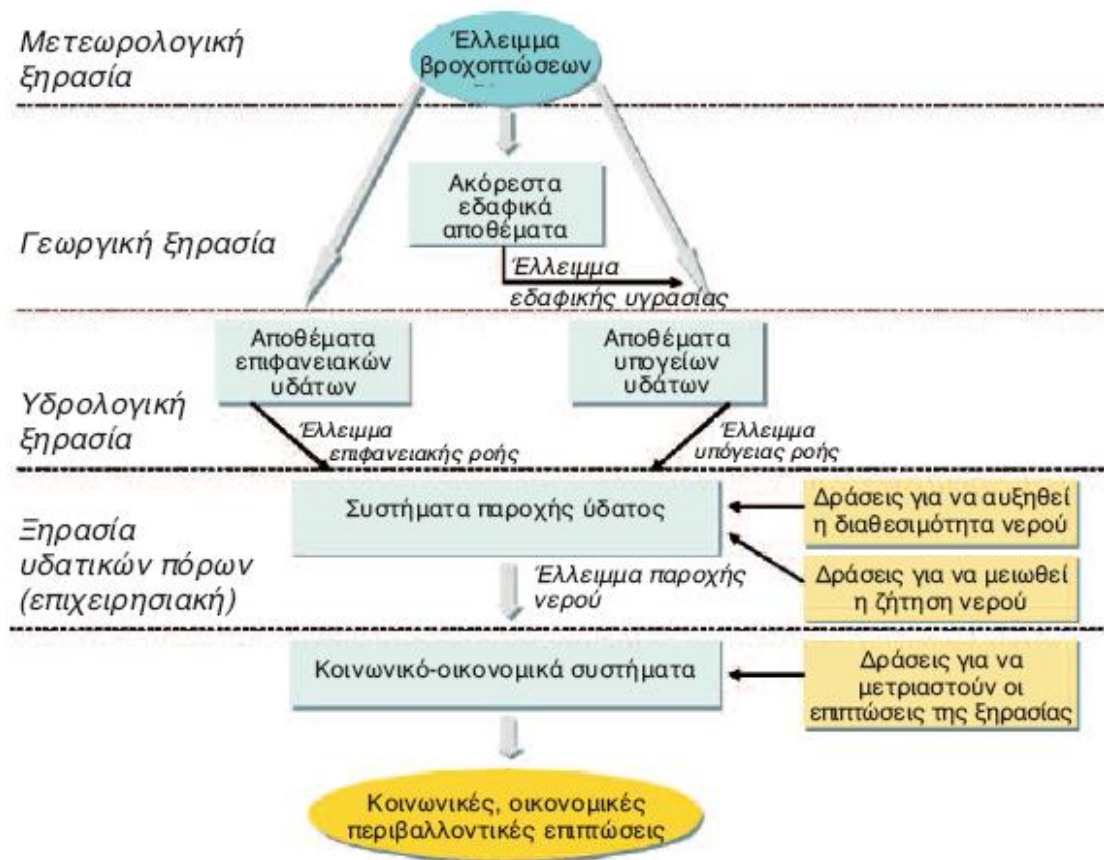 Μετεωρολογική
ξηρασία
Έλλειμμα
βροχοπτώσεων
Ακόρεστα
εδαφικά
αποθέματα
Γεωργική ξηρασία
Έλλειμμα
εδαφικής υγρασίας
Αποθέματα
επιφανειακών
υδάτων
Αποθέματα
υπογείων
υδάτων
Υδρολογική
ξηρασία
Έλλειμμα
επιφανειακής ροής
Έλλειμμα
υπόγειας ροής
Ξηρασία
υδατικών πόρων
(επιχειρησιακή)
Συστήματα παροχής ύδατος
Δράσεις για να αυξηθεί
η διαθεσιμότητα νερού
Έλλειμμα παροχής
νερού
Δράσεις για να μειωθεί
η ζήτηση νερού
Κοινωνικό-οικονομικά συστήματα
Δράσεις για να
μετριαστούν οι
επιπτώσεις της ξηρασίας
Κοινωνικές, οικονομικές
περιβαλλοντικές επιπτώσεις